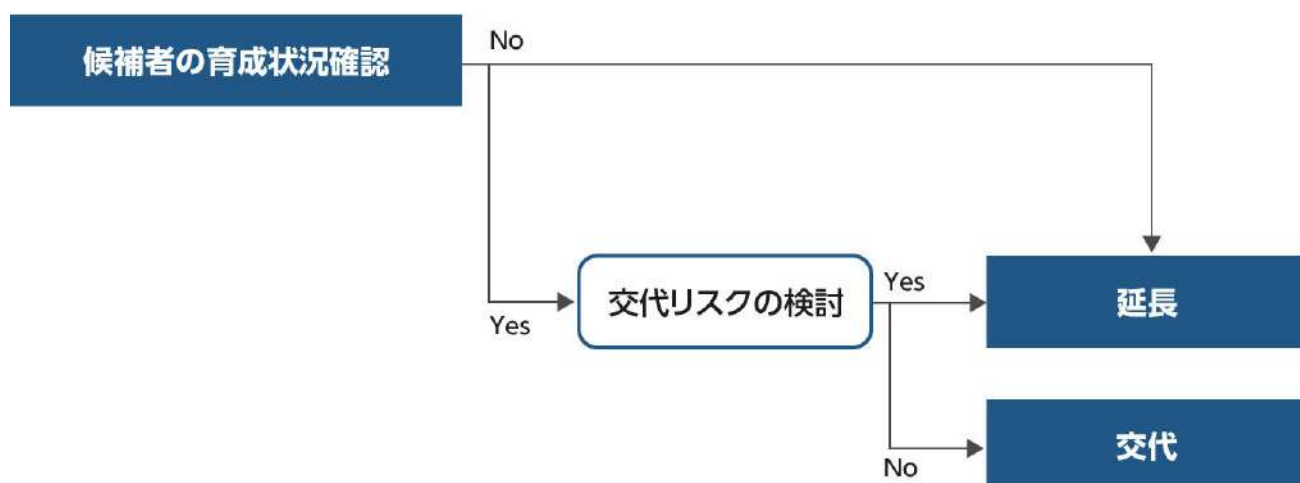 候補者の育成状況確認
No
Yes
交代リスクの検討
Yes
延長
No
交代